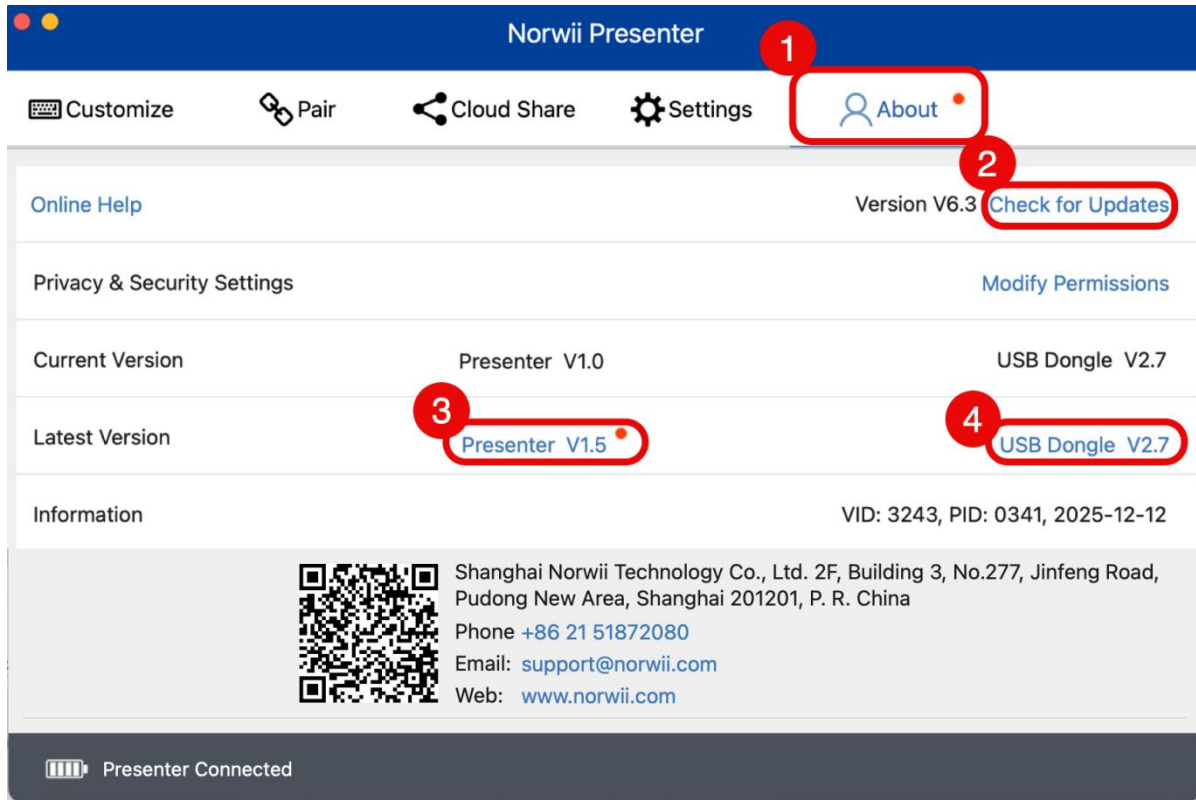 Norwii Presenter
1
Customize Pair Cloud Share Settings About
2
Online Help Version V6.3 Check for Updates
Privacy & Security Settings Modify Permissions
Current Version Presenter V1.0 USB Dongle V2.7
3 4
Latest Version Presenter V1.5 USB Dongle V2.7
Information VID: 3243, PID: 0341, 2025-12-12
Shanghai Norwii Technology Co., Ltd. 2F, Building 3, No.277, Jinfeng Road,
Pudong New Area, Shanghai 201201, P. R. China
Phone +86 21 51872080
Email: support@norwii.com
Web: www.norwii.com
Presenter Connected